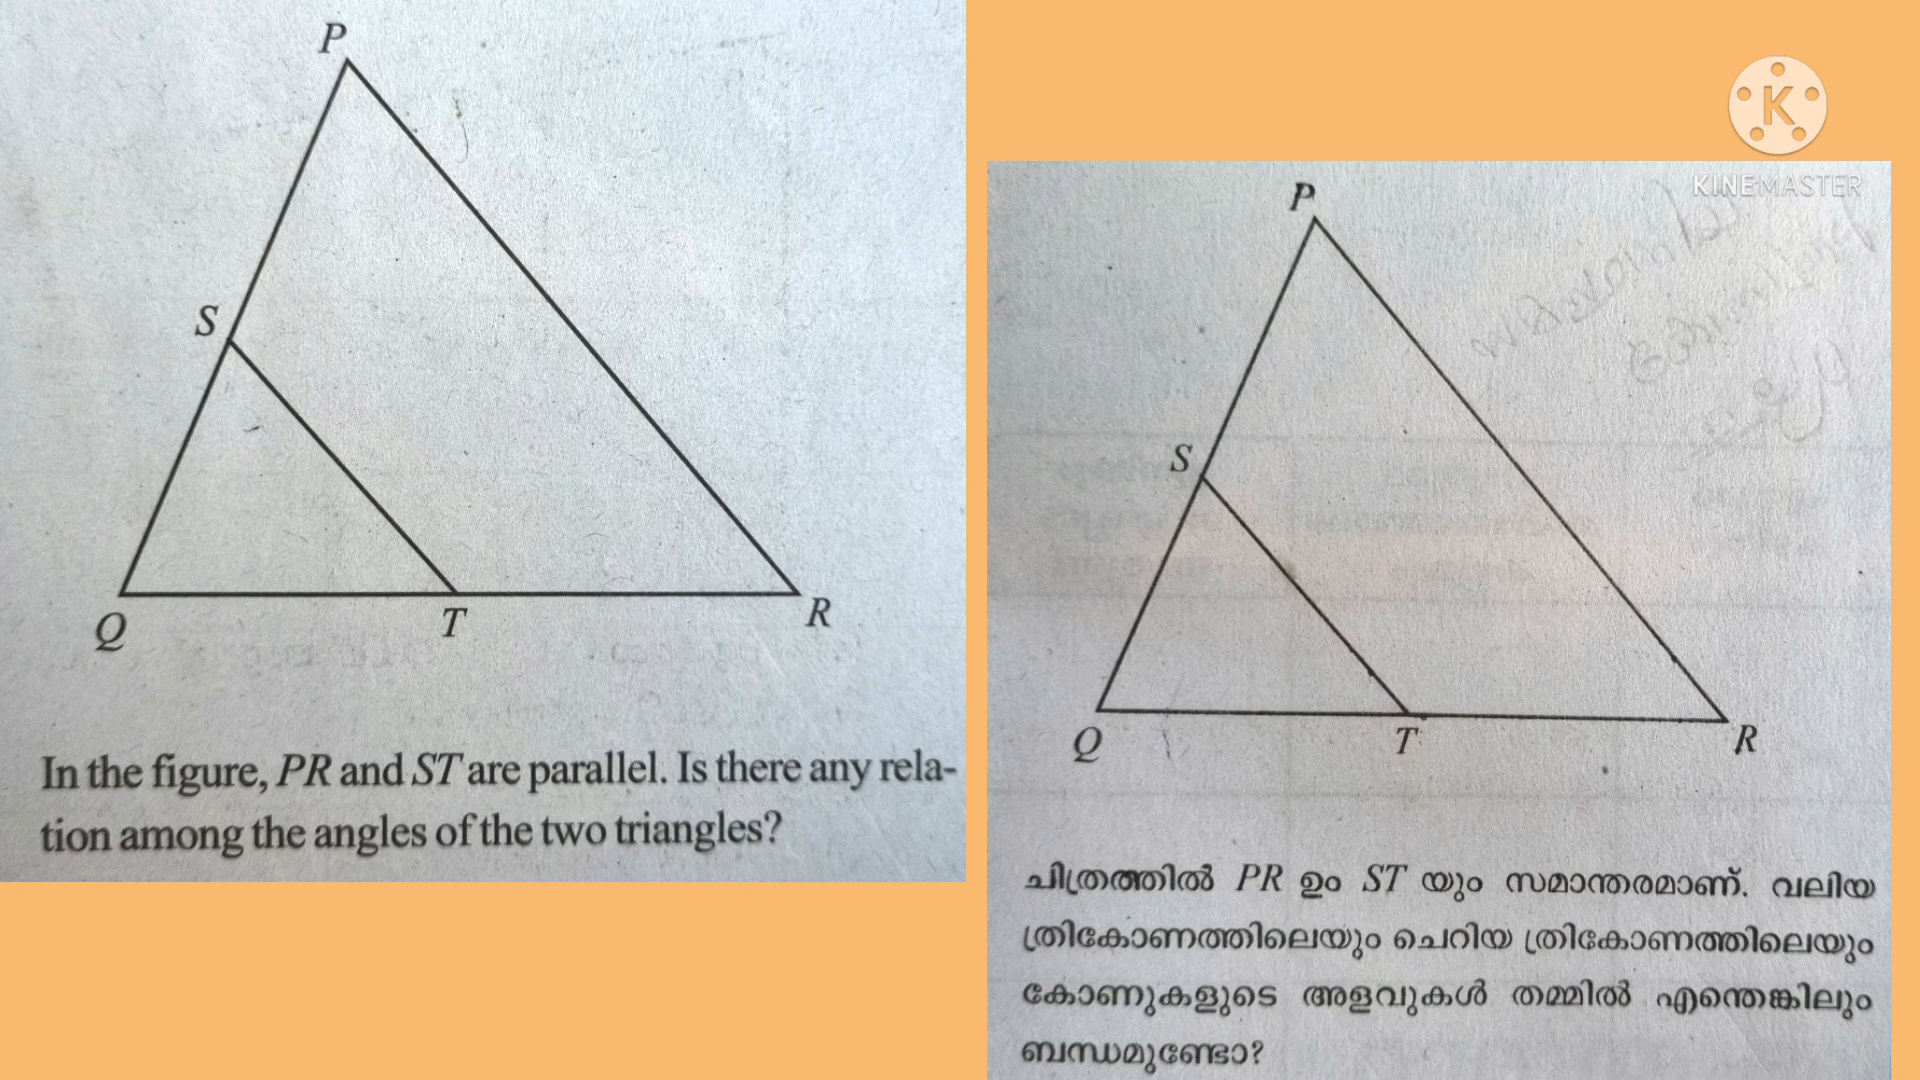 P
S
Q
T
R
In the figure, PR and ST are parallel. Is there any rela-
tion among the angles of the two triangles?
K
KINEMASTER
P
S
Q
T
R
ചിത്രത്തിൽ PR ഉം ST യും സമാന്തരമാണ്. വലിയ
ത്രികോണത്തിലെയും ചെറിയ ത്രികോണത്തിലെയും
കോണുകളുടെ അളവുകൾ തമ്മിൽ എന്തെങ്കിലും
ബന്ധമുണ്ടോ?